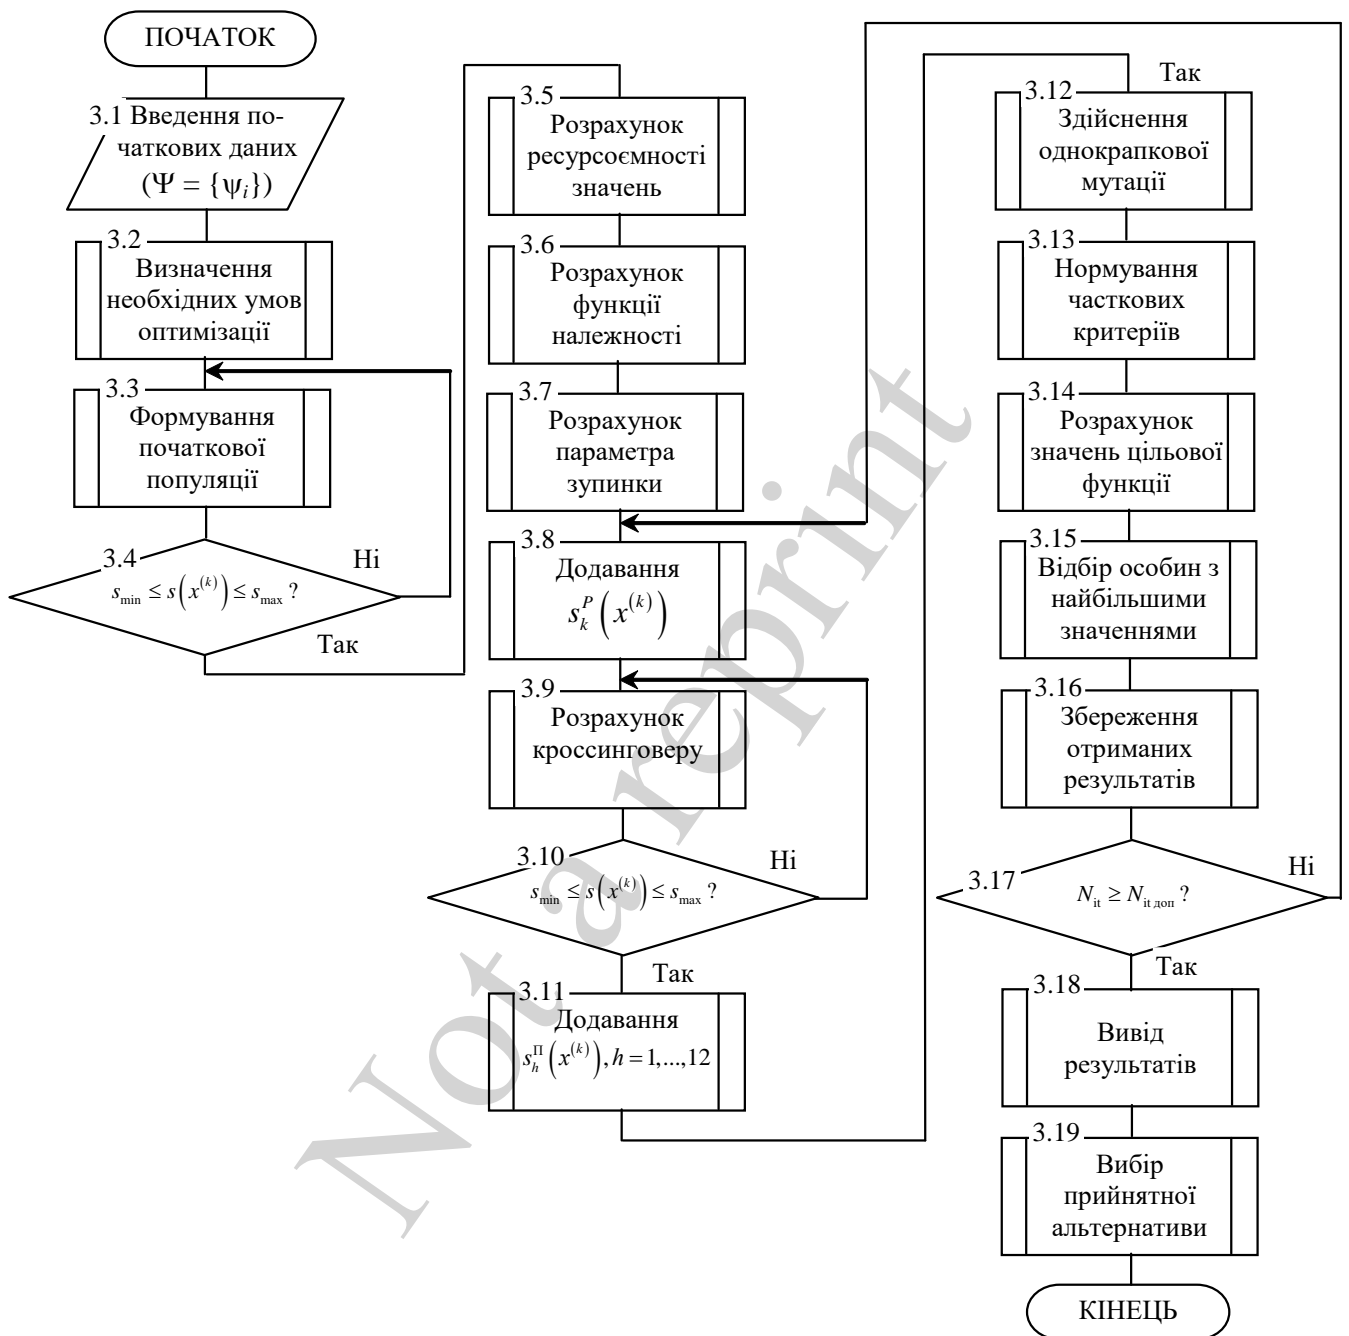 ПОЧАТОК
3.1 Введення по-
чаткових даних
(Ψ = {ψi})
3.2
Визначення
необхідних умов
оптимізації
3.3
Формування
початкової
популяції
3.4
Ні
s_min ≤ s(x^(k)) ≤ s_max ?
Так
3.5
Розрахунок
ресурсоємності
значень
3.6
Розрахунок
функції
належності
3.7
Розрахунок
параметра
зупинки
3.8
Додавання
s_k^P (x^(k))
3.9
Розрахунок
кроссинговеру
3.10
Ні
s_min ≤ s(x^(k)) ≤ s_max ?
Так
3.11
Додавання
s_h^П (x^(k)), h = 1,...,12
Так
3.12
Здійснення
однокрапкової
мутації
3.13
Нормування
часткових
критеріїв
3.14
Розрахунок
значень цільової
функції
3.15
Відбір особин з
найбільшими
значеннями
3.16
Збереження
отриманих
результатів
3.17
Ні
N_it ≥ N_it доп ?
Так
3.18
Вивід
результатів
3.19
Вибір
прийнятної
альтернативи
КІНЕЦЬ
Not a reprint